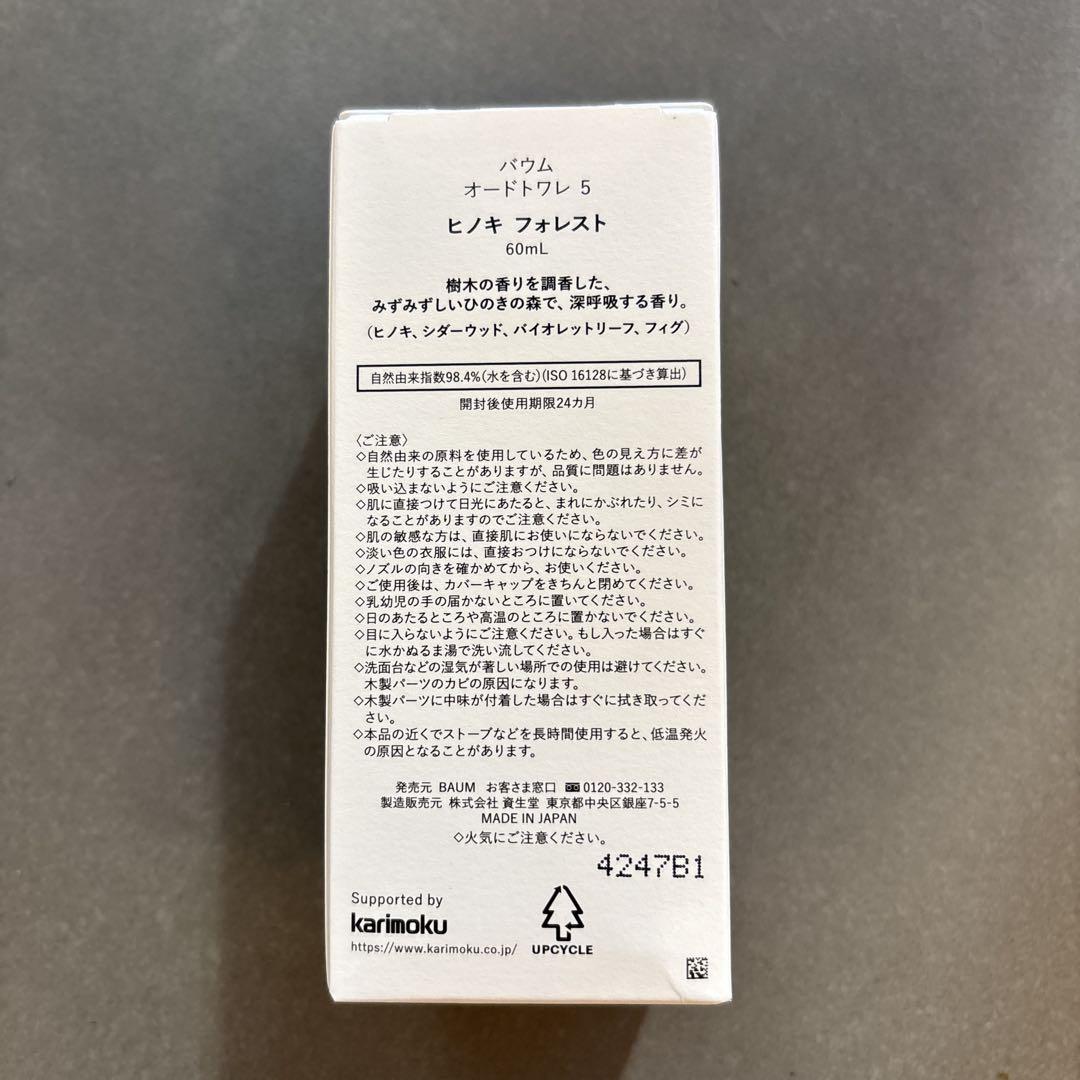 バウム
オードトワレ 5
ヒノキ フォレスト
60mL
樹木の香りを調香した、
みずみずしいひのきの森で、深呼吸する香り。
(ヒノキ、シダーウッド、バイオレットリーフ、フィグ)
自然由来指数98.4%(水を含む)(ISO 16128に基づき算出)
開封後使用期限24カ月
〈ご注意〉
◇自然由来の原料を使用しているため、色の見え方に差が
生じたりすることがありますが、品質に問題はありません。
◇吸い込まないようにご注意ください。
◇肌に直接つけて日光にあたると、まれにかぶれたり、シミに
なることがありますのでご注意ください。
◇肌の敏感な方は、直接肌にお使いにならないでください。
◇淡い色の衣服には、直接おつけにならないでください。
◇ノズルの向きを確かめてから、お使いください。
◇ご使用後は、カバーキャップをきちんと閉めてください。
◇乳幼児の手の届かないところに置いてください。
◇日のあたるところや高温のところに置かないでください。
◇目に入らないようにご注意ください。もし入った場合はすぐ
に水かぬるま湯で洗い流してください。
◇洗面台などの湿気が著しい場所での使用は避けてください。
木製パーツのカビの原因になります。
◇木製パーツに中味が付着した場合はすぐに拭き取ってくだ
さい。
◇本品の近くでストーブなどを長時間使用すると、低温発火
の原因となることがあります。
発売元 BAUM お客さま窓口 0120-332-133
製造販売元 株式会社 資生堂 東京都中央区銀座7-5-5
MADE IN JAPAN
◇火気にご注意ください。
4247B1
Supported by
karimoku
https://www.karimoku.co.jp/
UPCYCLE